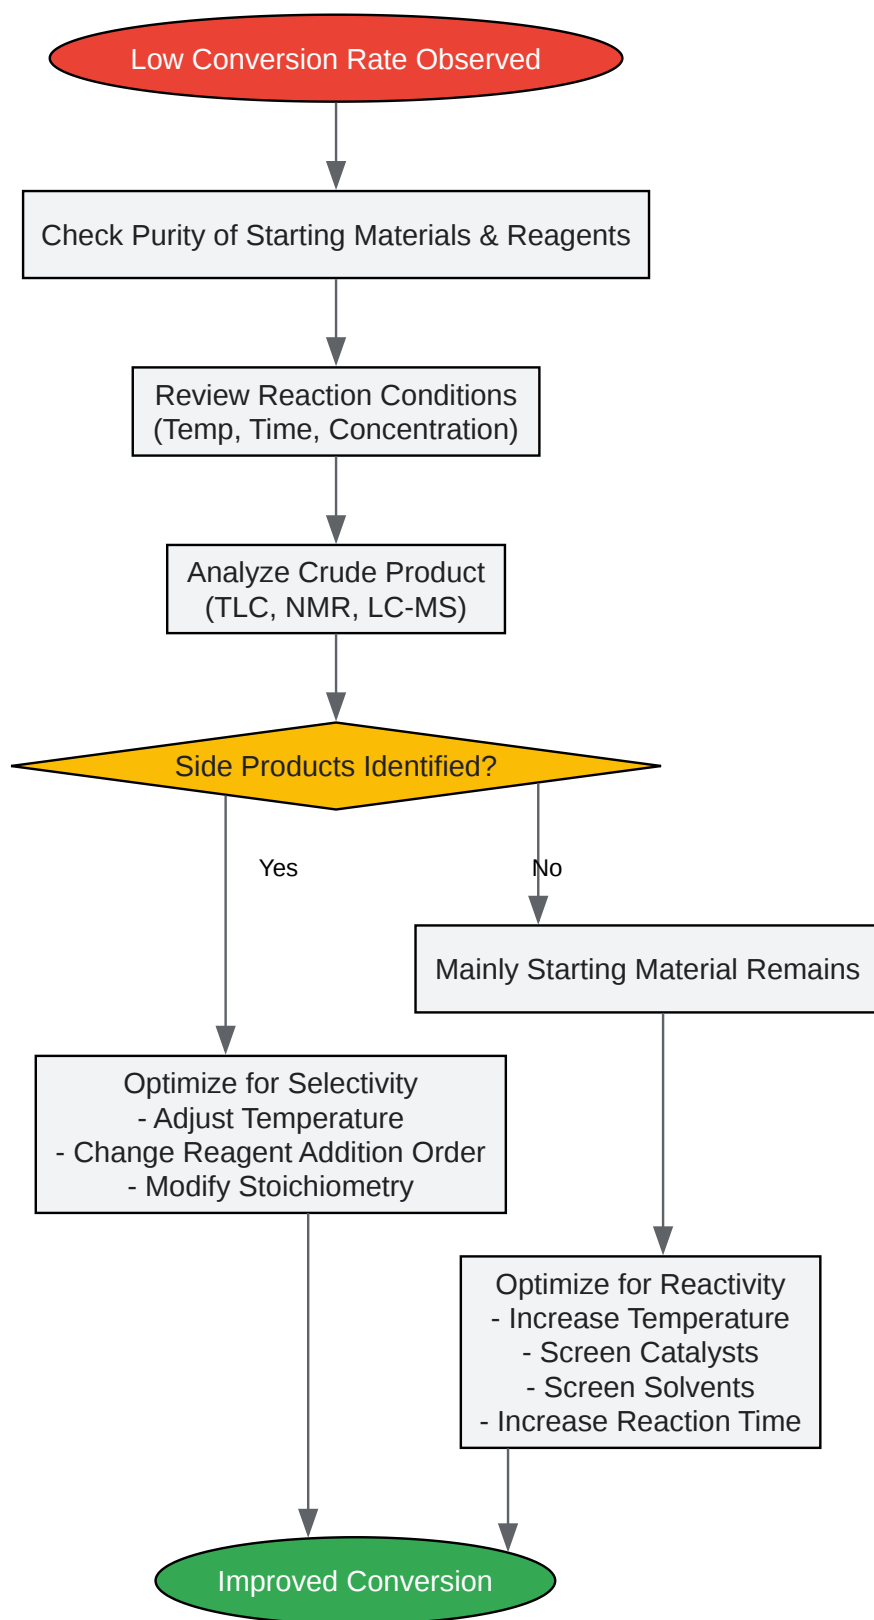 Low Conversion Rate Observed
Check Purity of Starting Materials & Reagents
Review Reaction Conditions
(Temp, Time, Concentration)
Analyze Crude Product
(TLC, NMR, LC-MS)
Side Products Identified?
Yes
No
Mainly Starting Material Remains
Optimize for Selectivity
- Adjust Temperature
- Change Reagent Addition Order
- Modify Stoichiometry
Optimize for Reactivity
- Increase Temperature
- Screen Catalysts
- Screen Solvents
- Increase Reaction Time
Improved Conversion